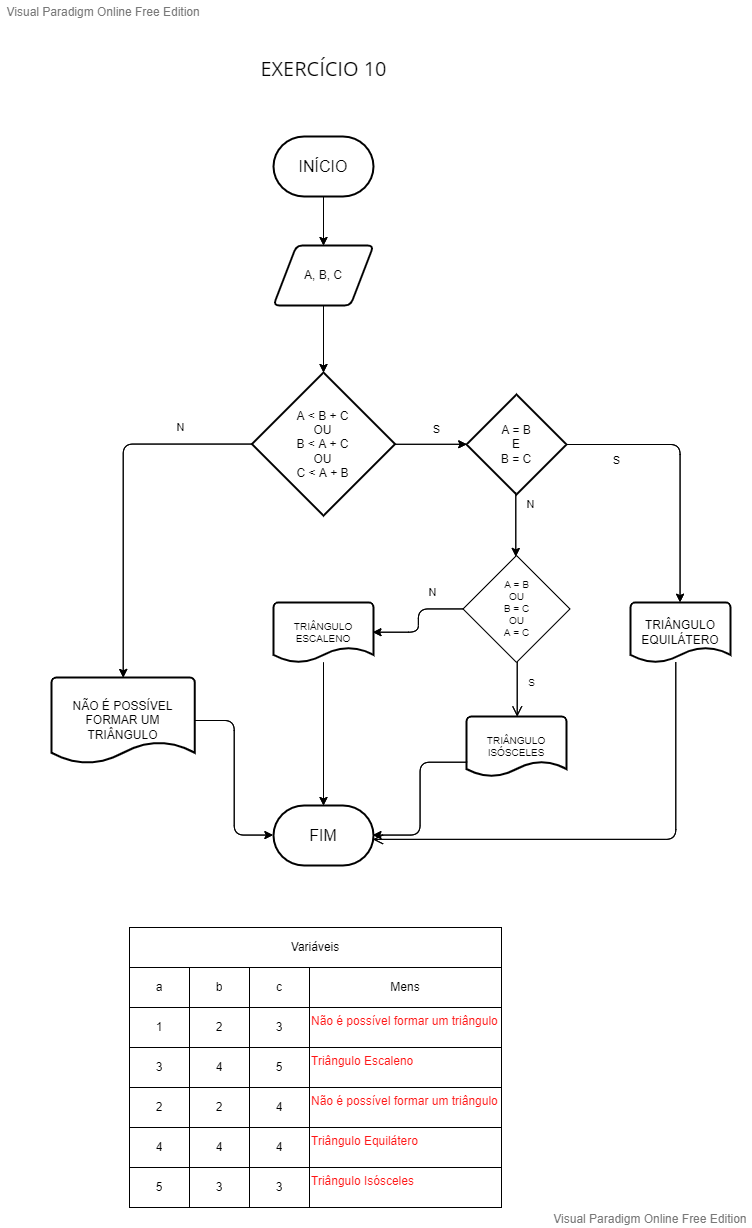 Visual Paradigm Online Free Edition
EXERCÍCIO 10
INÍCIO
A, B, C
A < B + C
OU
B < A + C
OU
C < A + B
N
S
A = B
E
B = C
S
N
A = B
OU
B = C
OU
A = C
N
S
TRIÂNGULO
ESCALENO
TRIÂNGULO
EQUILÁTERO
NÃO É POSSÍVEL
FORMAR UM
TRIÂNGULO
TRIÂNGULO
ISÓSCELES
FIM
Variáveis
a b c Mens
1 2 3 Não é possível formar um triângulo
3 4 5 Triângulo Escaleno
2 2 4 Não é possível formar um triângulo
4 4 4 Triângulo Equilátero
5 3 3 Triângulo Isósceles
Visual Paradigm Online Free Edition